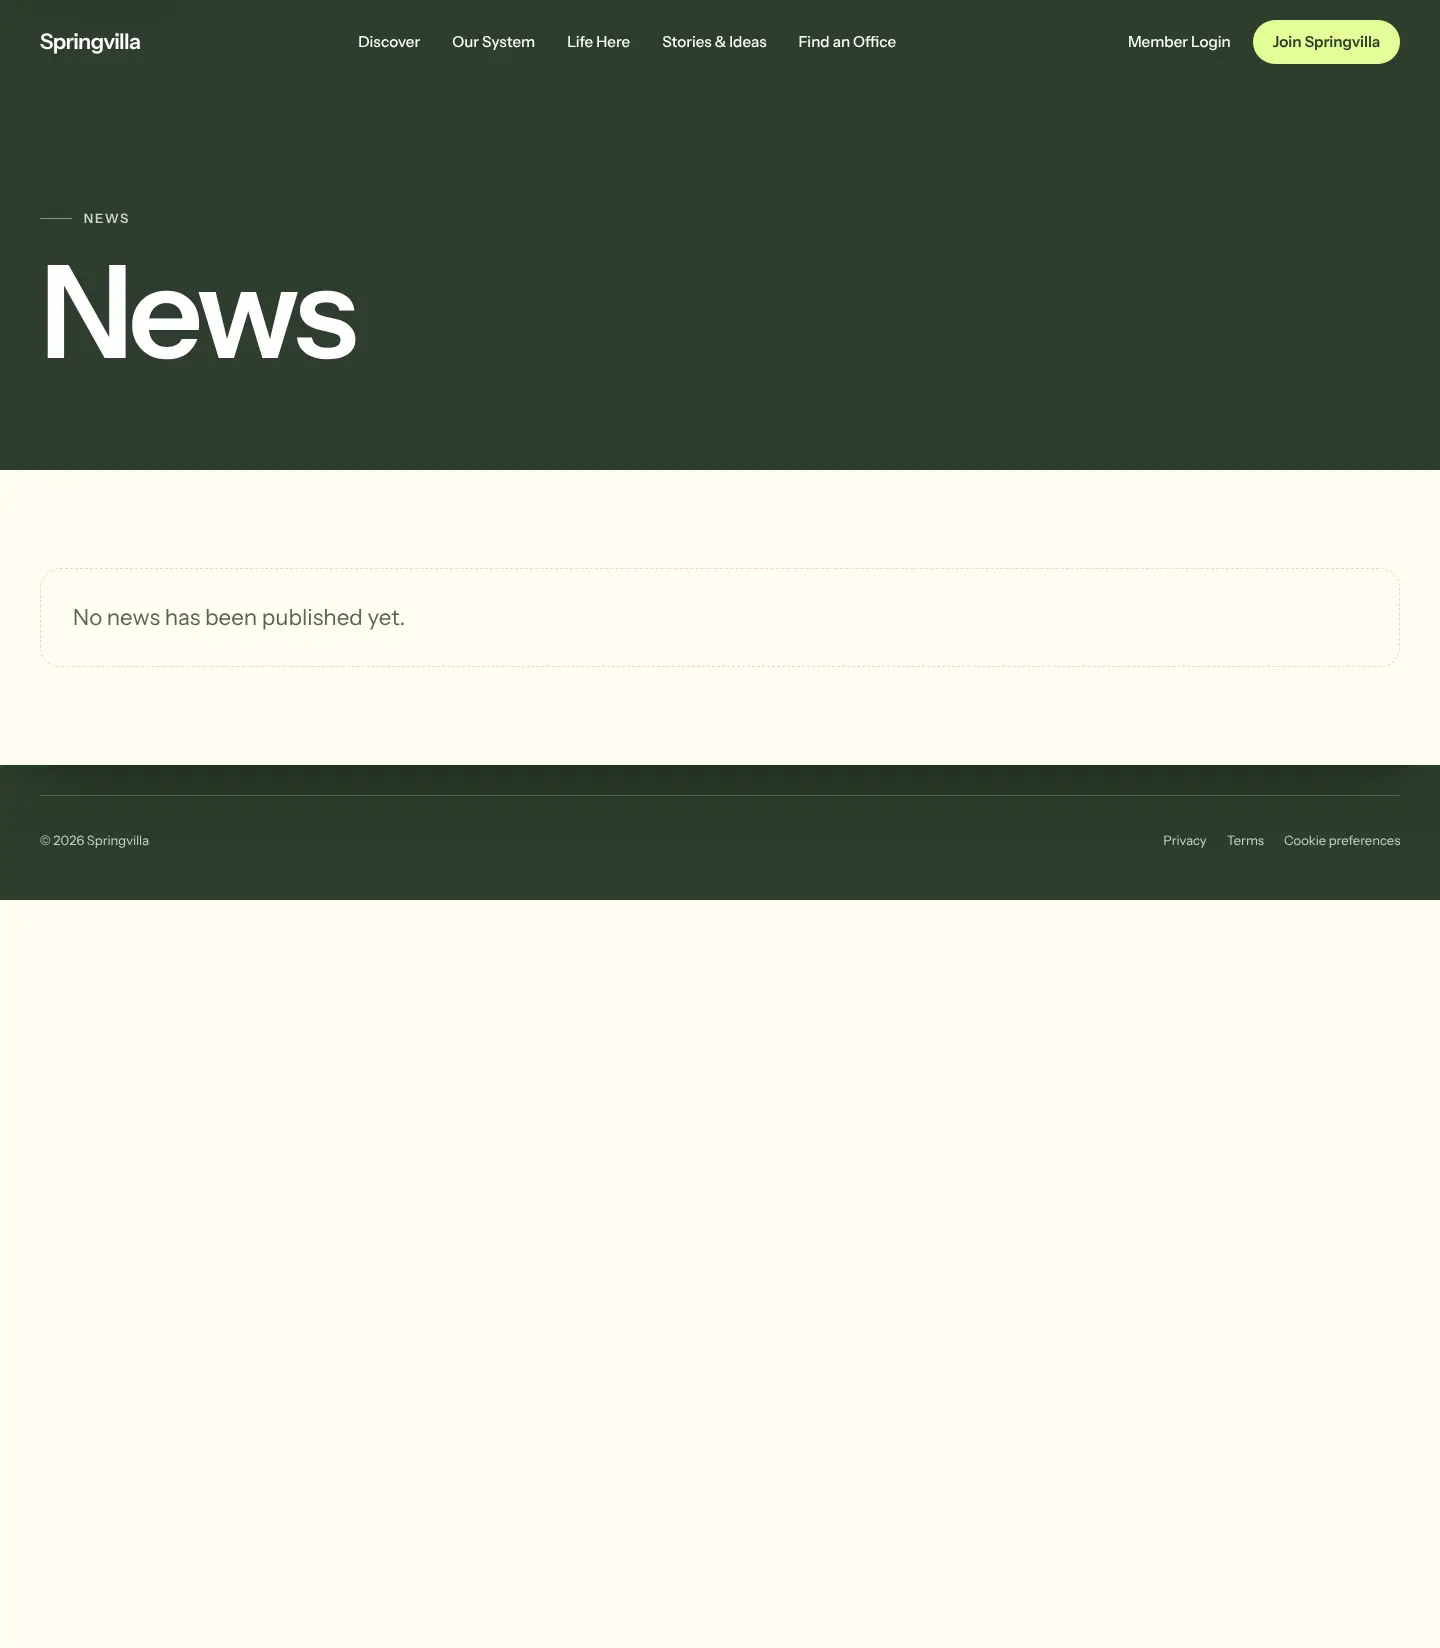 Springvilla
Discover
Our System
Life Here
Stories & Ideas
Find an Office
Member Login
Join Springvilla
NEWS
News
No news has been published yet.
© 2026 Springvilla
Privacy
Terms
Cookie preferences